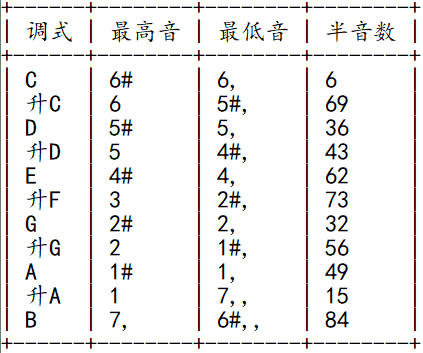 调式 最高音 最低音 半音数
C 6# 6, 6
升C 6 5#, 69
D 5# 5, 36
升D 5 4#, 43
E 4# 4, 62
升F 3 2#, 73
G 2# 2, 32
升G 2 1#, 56
A 1# 1, 49
升A 1 7,, 15
B 7, 6#,, 84